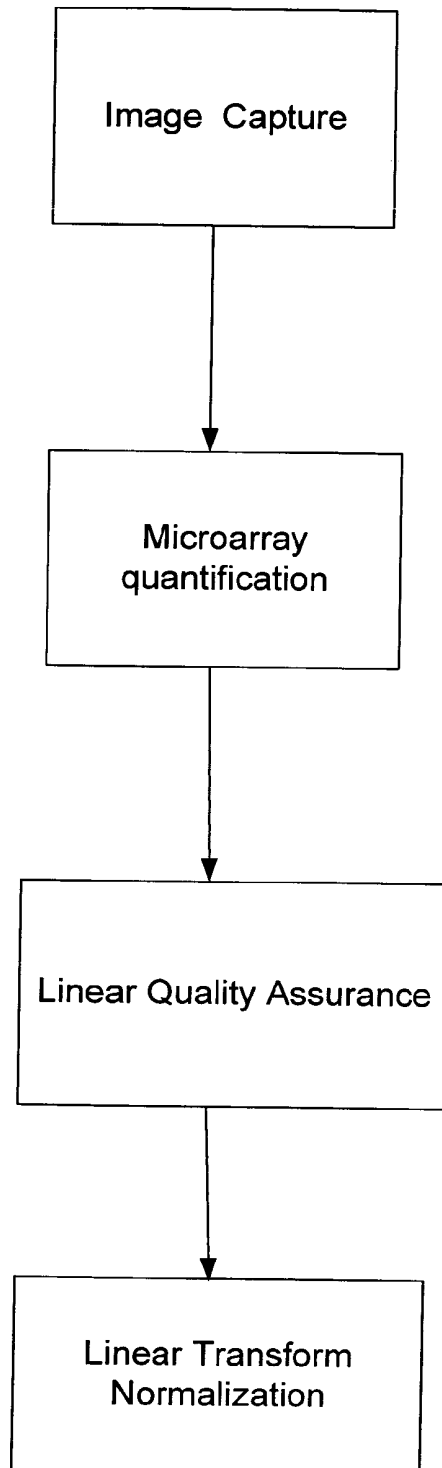 Image Capture
Microarray
quantification
Linear Quality Assurance
Linear Transform
Normalization